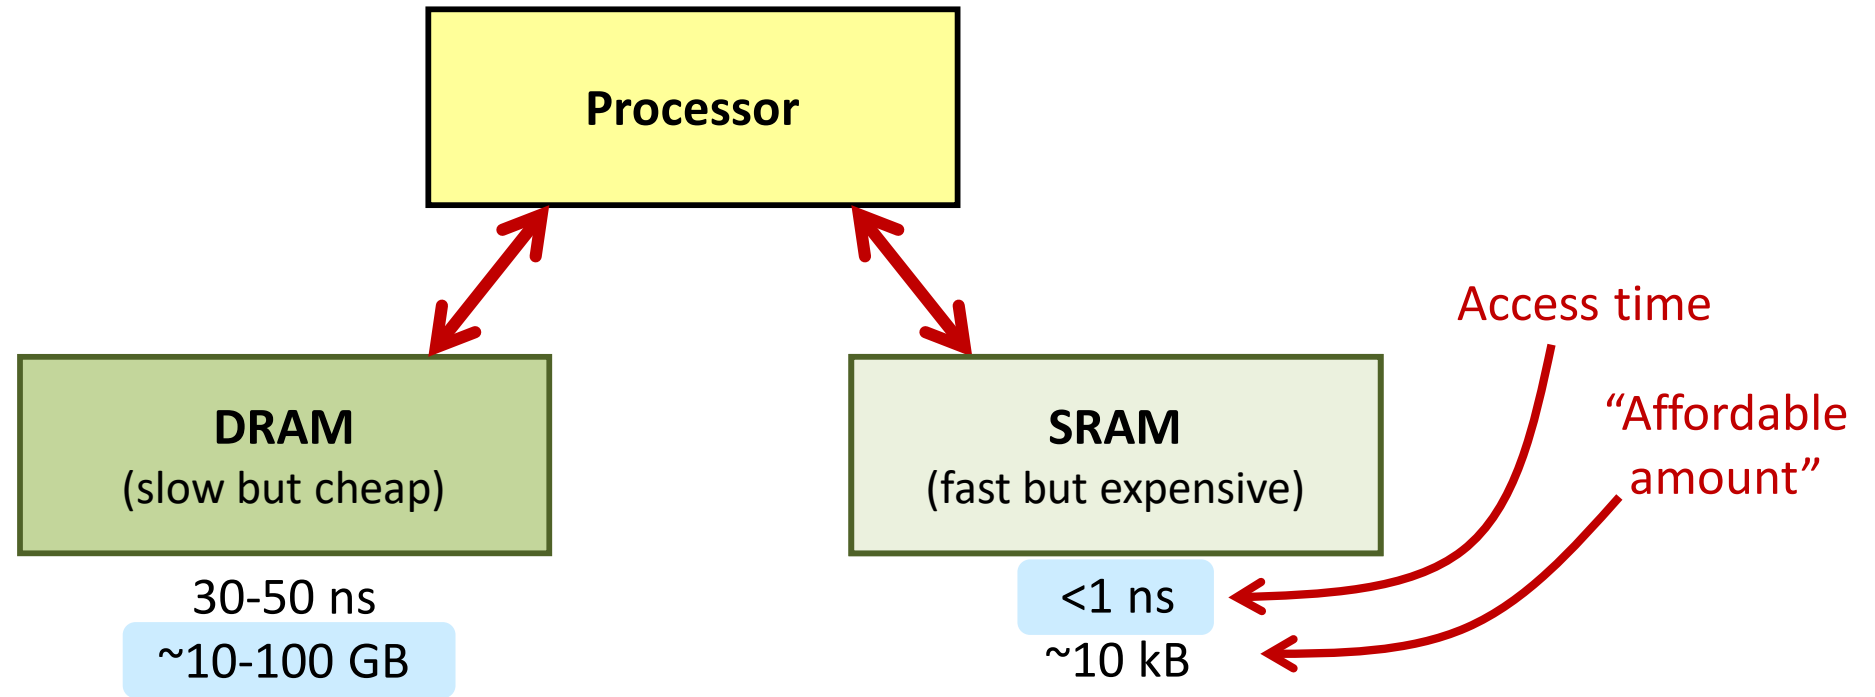 Processor
DRAM
(slow but cheap)
30-50 ns
~10-100 GB
SRAM
(fast but expensive)
<1 ns
~10 kB
Access time
“Affordable
amount”